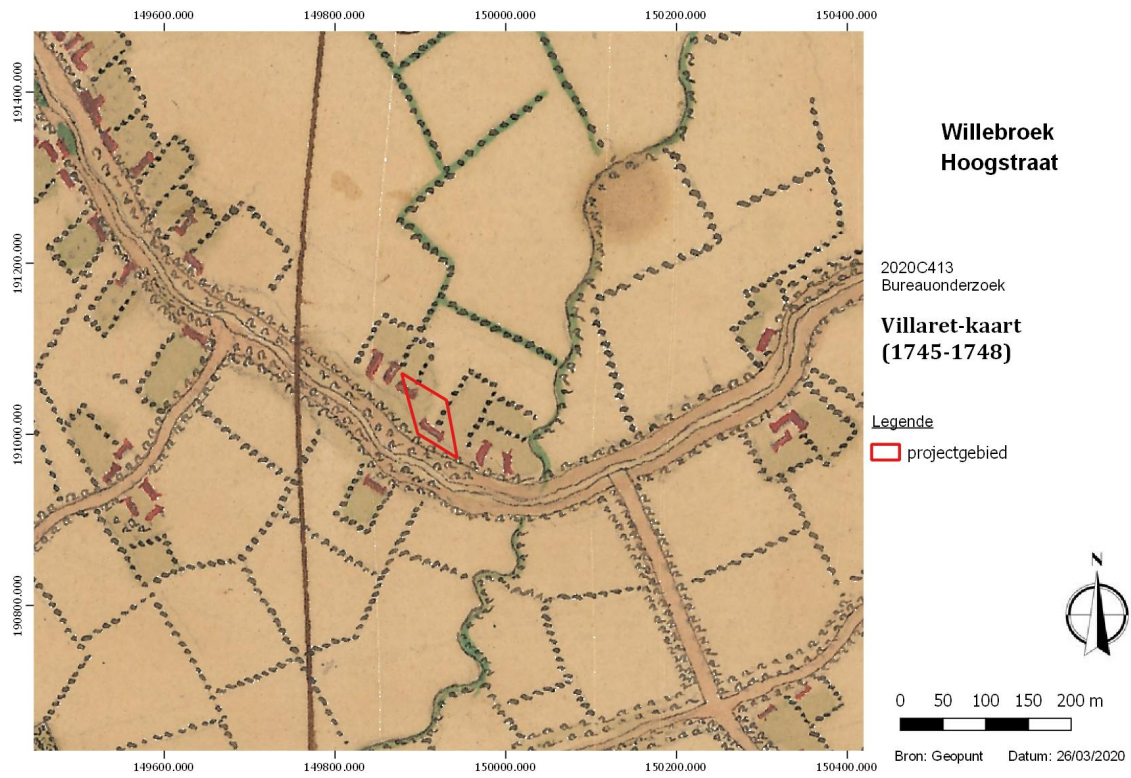 149600.000 149800.000 150000.000 150200.000 150400.000
191400.000
191200.000
191000.000
190800.000
149600.000 149800.000 150000.000 150200.000 150400.000
Willebroek
Hoogstraat
2020C413
Bureauonderzoek
Villaret-kaart
(1745-1748)
Legende
projectgebied
N
0 50 100 150 200 m
Bron: Geopunt Datum: 26/03/2020